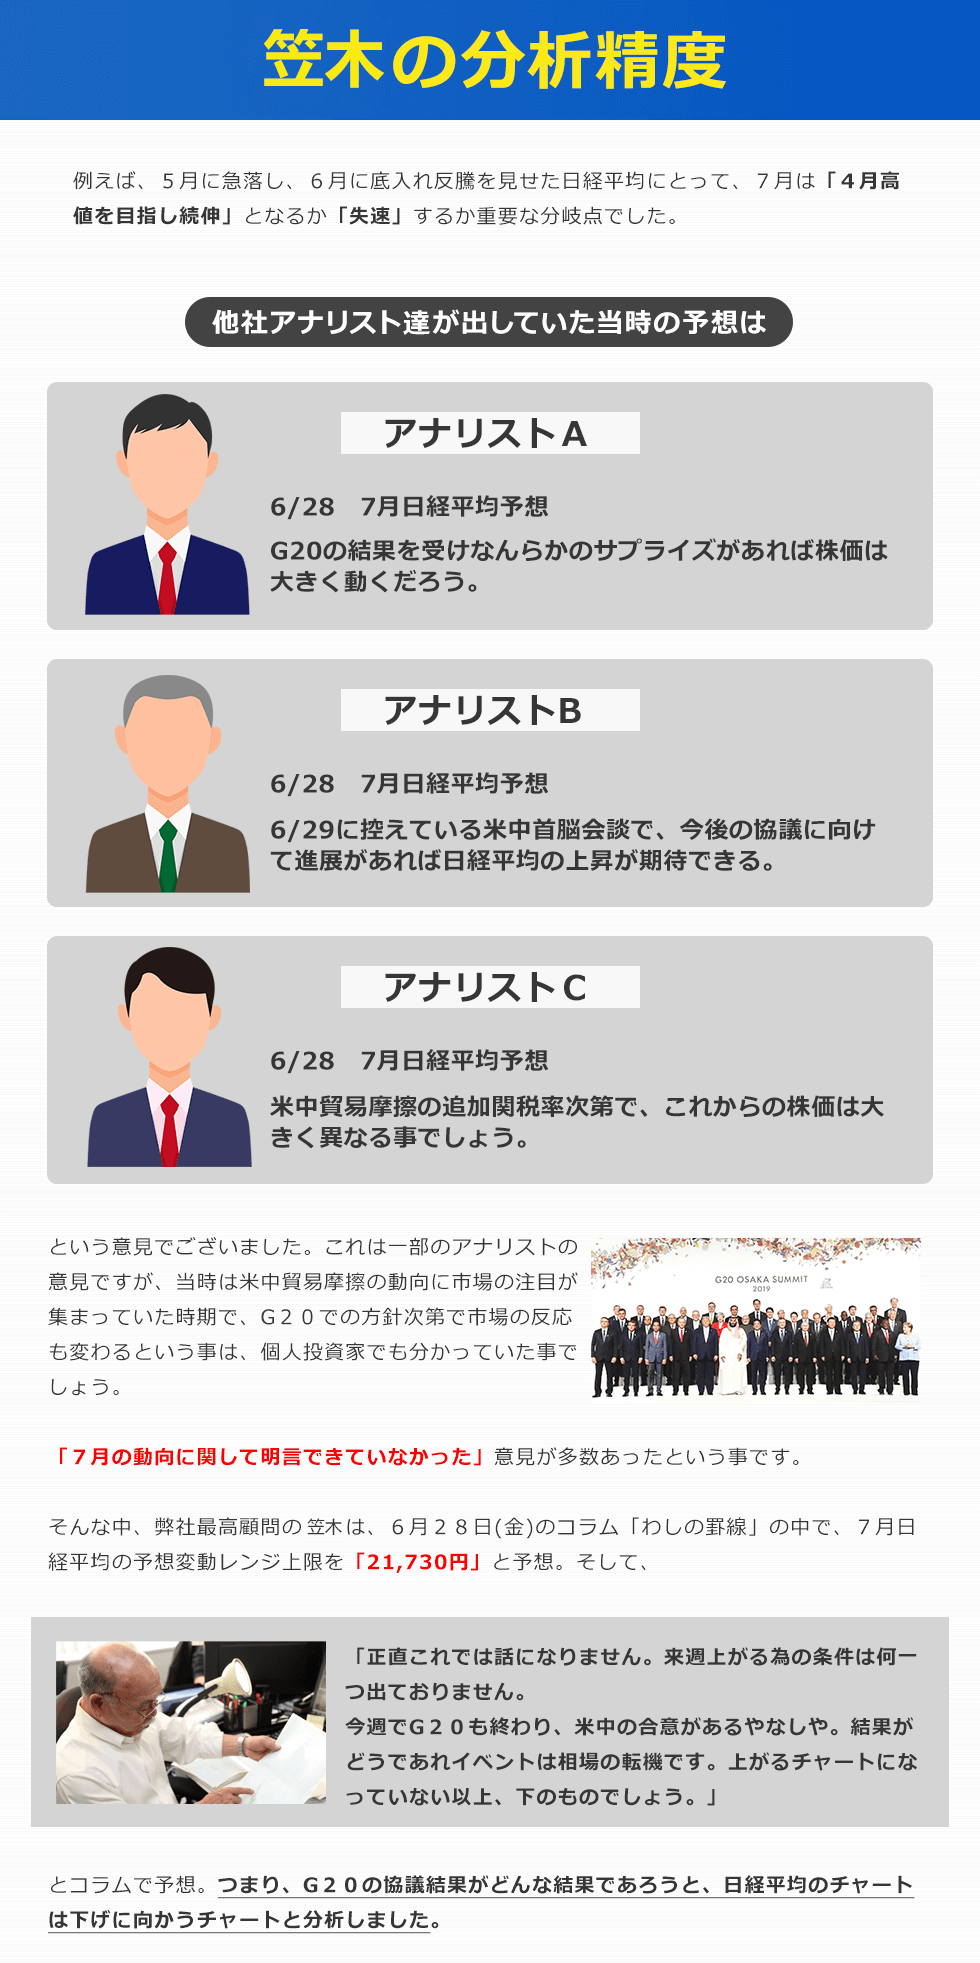 笠木の分析精度
例えば、５月に急落し、６月に底入れ反騰を見せた日経平均にとって、７月は「４月高
値を目指し続伸」となるか「失速」するか重要な分岐点でした。
他社アナリスト達が出していた当時の予想は
アナリストＡ
6/28　7月日経平均予想
G20の結果を受けなんらかのサプライズがあれば株価は
大きく動くだろう。
アナリストB
6/28　7月日経平均予想
6/29に控えている米中首脳会談で、今後の協議に向け
て進展があれば日経平均の上昇が期待できる。
アナリストＣ
6/28　7月日経平均予想
米中貿易摩擦の追加関税率次第で、これからの株価は大
きく異なる事でしょう。
という意見でございました。これは一部のアナリストの
意見ですが、当時は米中貿易摩擦の動向に市場の注目が
集まっていた時期で、G２０での方針次第で市場の反応
も変わるという事は、個人投資家でも分かっていた事で
しょう。
G20 OSAKA SUMMIT
2019
「７月の動向に関して明言できていなかった」意見が多数あったという事です。
そんな中、弊社最高顧問の笠木は、６月２８日(金)のコラム「わしの罫線」の中で、７月日
経平均の予想変動レンジ上限を「21,730円」と予想。そして、
「正直これでは話になりません。来週上がる為の条件は何一
つ出ておりません。
今週でG２０も終わり、米中の合意があるやなしや。結果が
どうであれイベントは相場の転機です。上がるチャートにな
っていない以上、下のものでしょう。」
とコラムで予想。つまり、G２０の協議結果がどんな結果であろうと、日経平均のチャート
は下げに向かうチャートと分析しました。